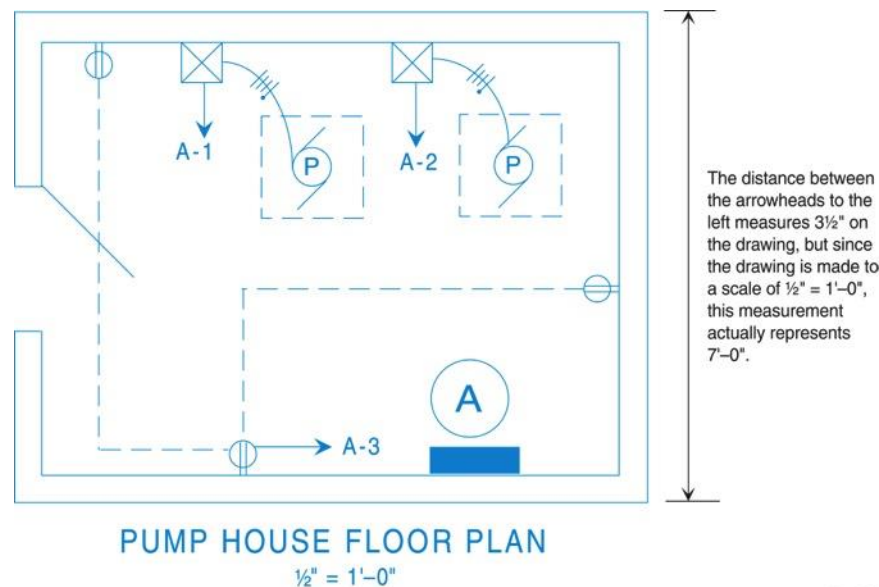 A-1
A-2
P
P
A
A-3
The distance between
the arrowheads to the
left measures 3½" on
the drawing, but since
the drawing is made to
a scale of ½" = 1'–0",
this measurement
actually represents
7'–0".
PUMP HOUSE FLOOR PLAN
½" = 1'–0"